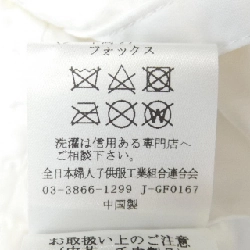 フォックス
洗濯は信用ある専門店へ
ご相談下さい。
全日本婦人子供服工業組合連合会
03-3866-1299 J-GF0167
中国製
お取扱い上のご注意